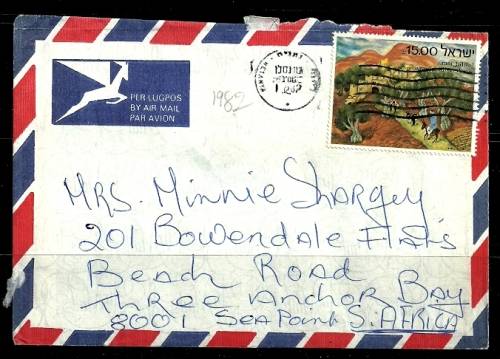 15.00 ישראל
1982
PER LUGPOS
BY AIR MAIL
PAR AVION
MRS. Minnie Shargey
201 Bowendale Flats
Beach Road
Three Anchor Bay
8001 Sea Point S. AFRICA